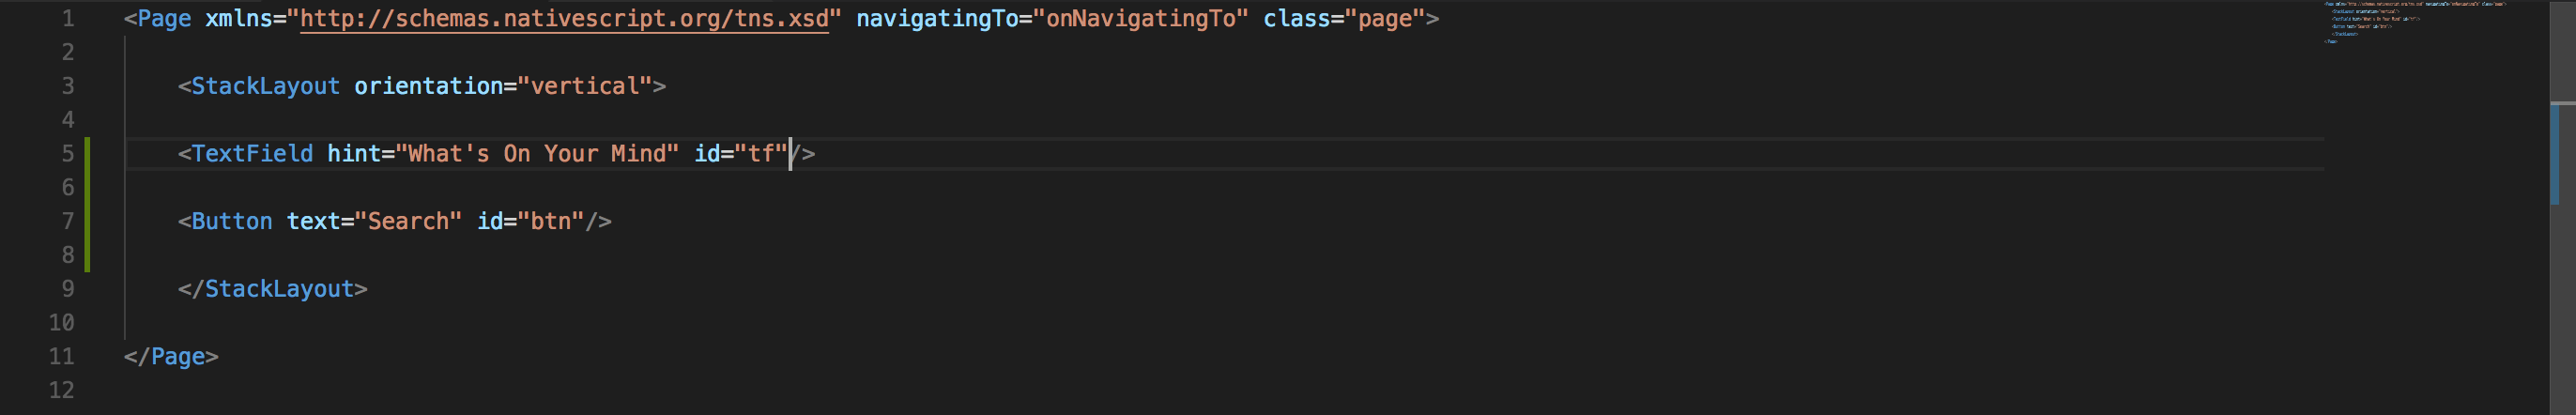 1 <Page xmlns="http://schemas.nativescript.org/tns.xsd" navigatingTo="onNavigatingTo" class="page">
2
3 <StackLayout orientation="vertical">
4
5 <TextField hint="What's On Your Mind" id="tf"/>
6
7 <Button text="Search" id="btn"/>
8
9 </StackLayout>
10
11 </Page>
12